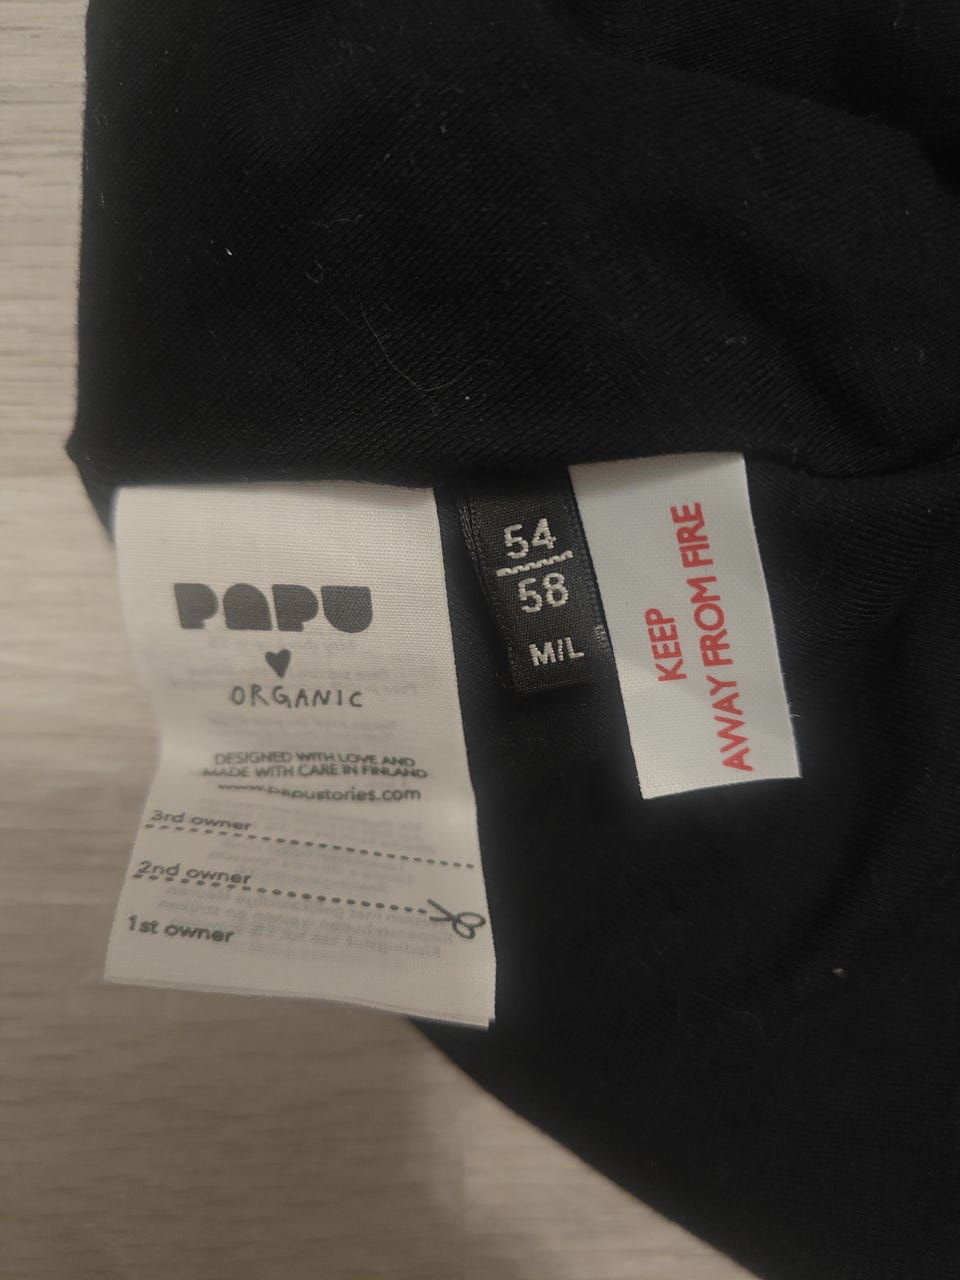 PAPU
ORGANIC
DESIGNED WITH LOVE AND
MADE WITH CARE IN FINLAND
www.papustories.com
3rd owner
2nd owner
1st owner
54
58
M/L
KEEP
AWAY FROM FIRE